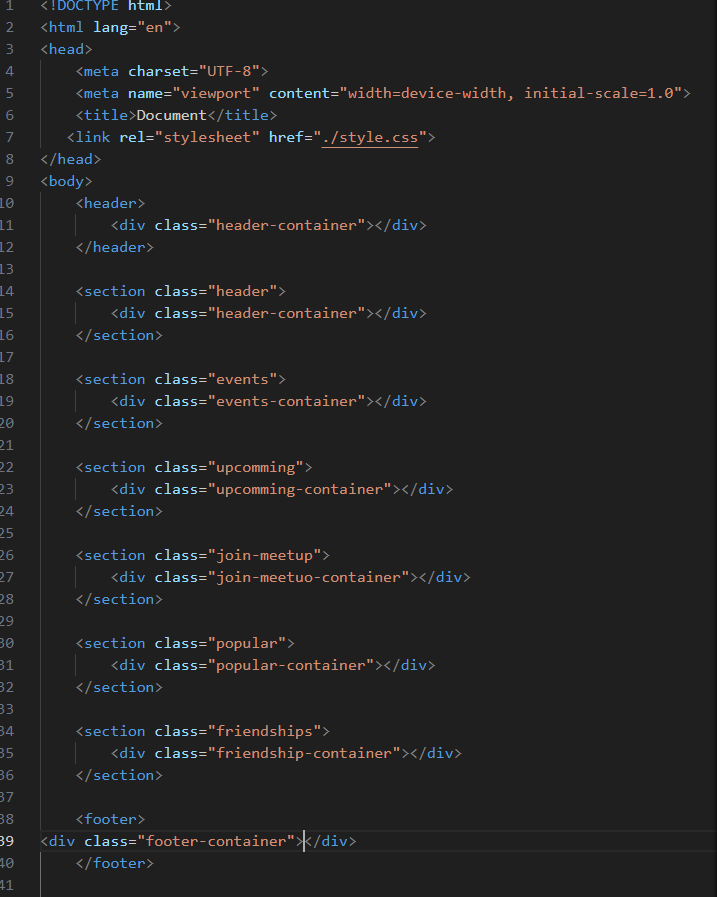 1 <!DOCTYPE html>
2 <html lang="en">
3 <head>
4     <meta charset="UTF-8">
5     <meta name="viewport" content="width=device-width, initial-scale=1.0">
6     <title>Document</title>
7    <link rel="stylesheet" href="./style.css">
8 </head>
9 <body>
10     <header>
11         <div class="header-container"></div>
12     </header>
13
14     <section class="header">
15         <div class="header-container"></div>
16     </section>
17
18     <section class="events">
19         <div class="events-container"></div>
20     </section>
21
22     <section class="upcomming">
23         <div class="upcomming-container"></div>
24     </section>
25
26     <section class="join-meetup">
27         <div class="join-meetuo-container"></div>
28     </section>
29
30     <section class="popular">
31         <div class="popular-container"></div>
32     </section>
33
34     <section class="friendships">
35         <div class="friendship-container"></div>
36     </section>
37
38     <footer>
39 <div class="footer-container"></div>
40     </footer>
41